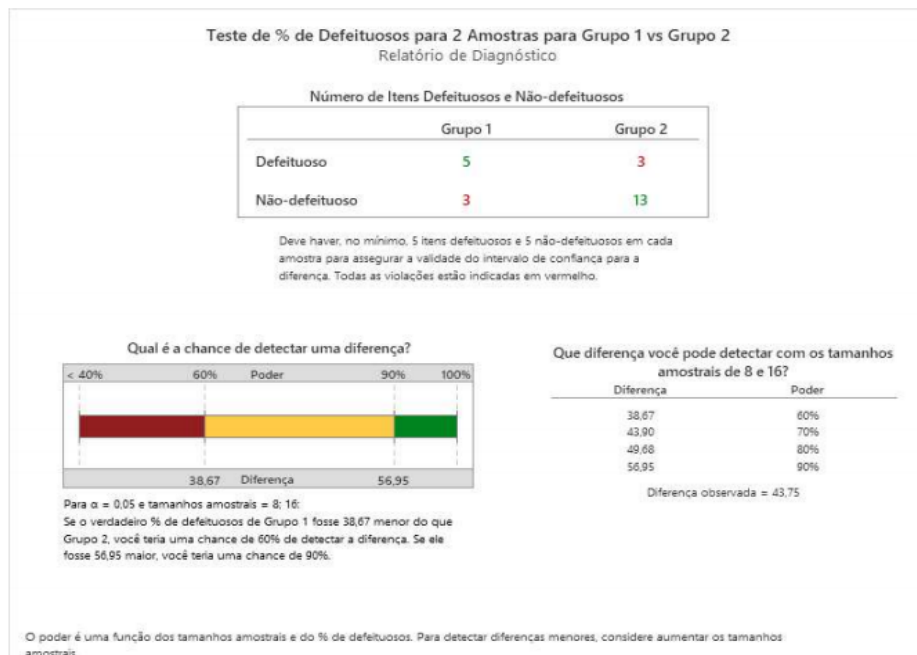 Teste de % de Defeituosos para 2 Amostras para Grupo 1 vs Grupo 2
Relatório de Diagnóstico
Número de Itens Defeituosos e Não-defeituosos
Grupo 1 Grupo 2
Defeituoso 5 3
Não-defeituoso 3 13
Deve haver, no mínimo, 5 itens defeituosos e 5 não-defeituosos em cada
amostra para assegurar a validade do intervalo de confiança para a
diferença. Todas as violações estão indicadas em vermelho.
Qual é a chance de detectar uma diferença?
< 40% 60% Poder 90% 100%
38,67 Diferença 56,95
Para α = 0,05 e tamanhos amostrais = 8; 16:
Se o verdadeiro % de defeituosos de Grupo 1 fosse 38,67 menor do que
Grupo 2, você teria uma chance de 60% de detectar a diferença. Se ele
fosse 56,95 maior, você teria uma chance de 90%.
Que diferença você pode detectar com os tamanhos
amostrais de 8 e 16?
Diferença Poder
38,67 60%
43,90 70%
49,68 80%
56,95 90%
Diferença observada = 43,75
O poder é uma função dos tamanhos amostrais e do % de defeituosos. Para detectar diferenças menores, considere aumentar os tamanhos
amostrais.